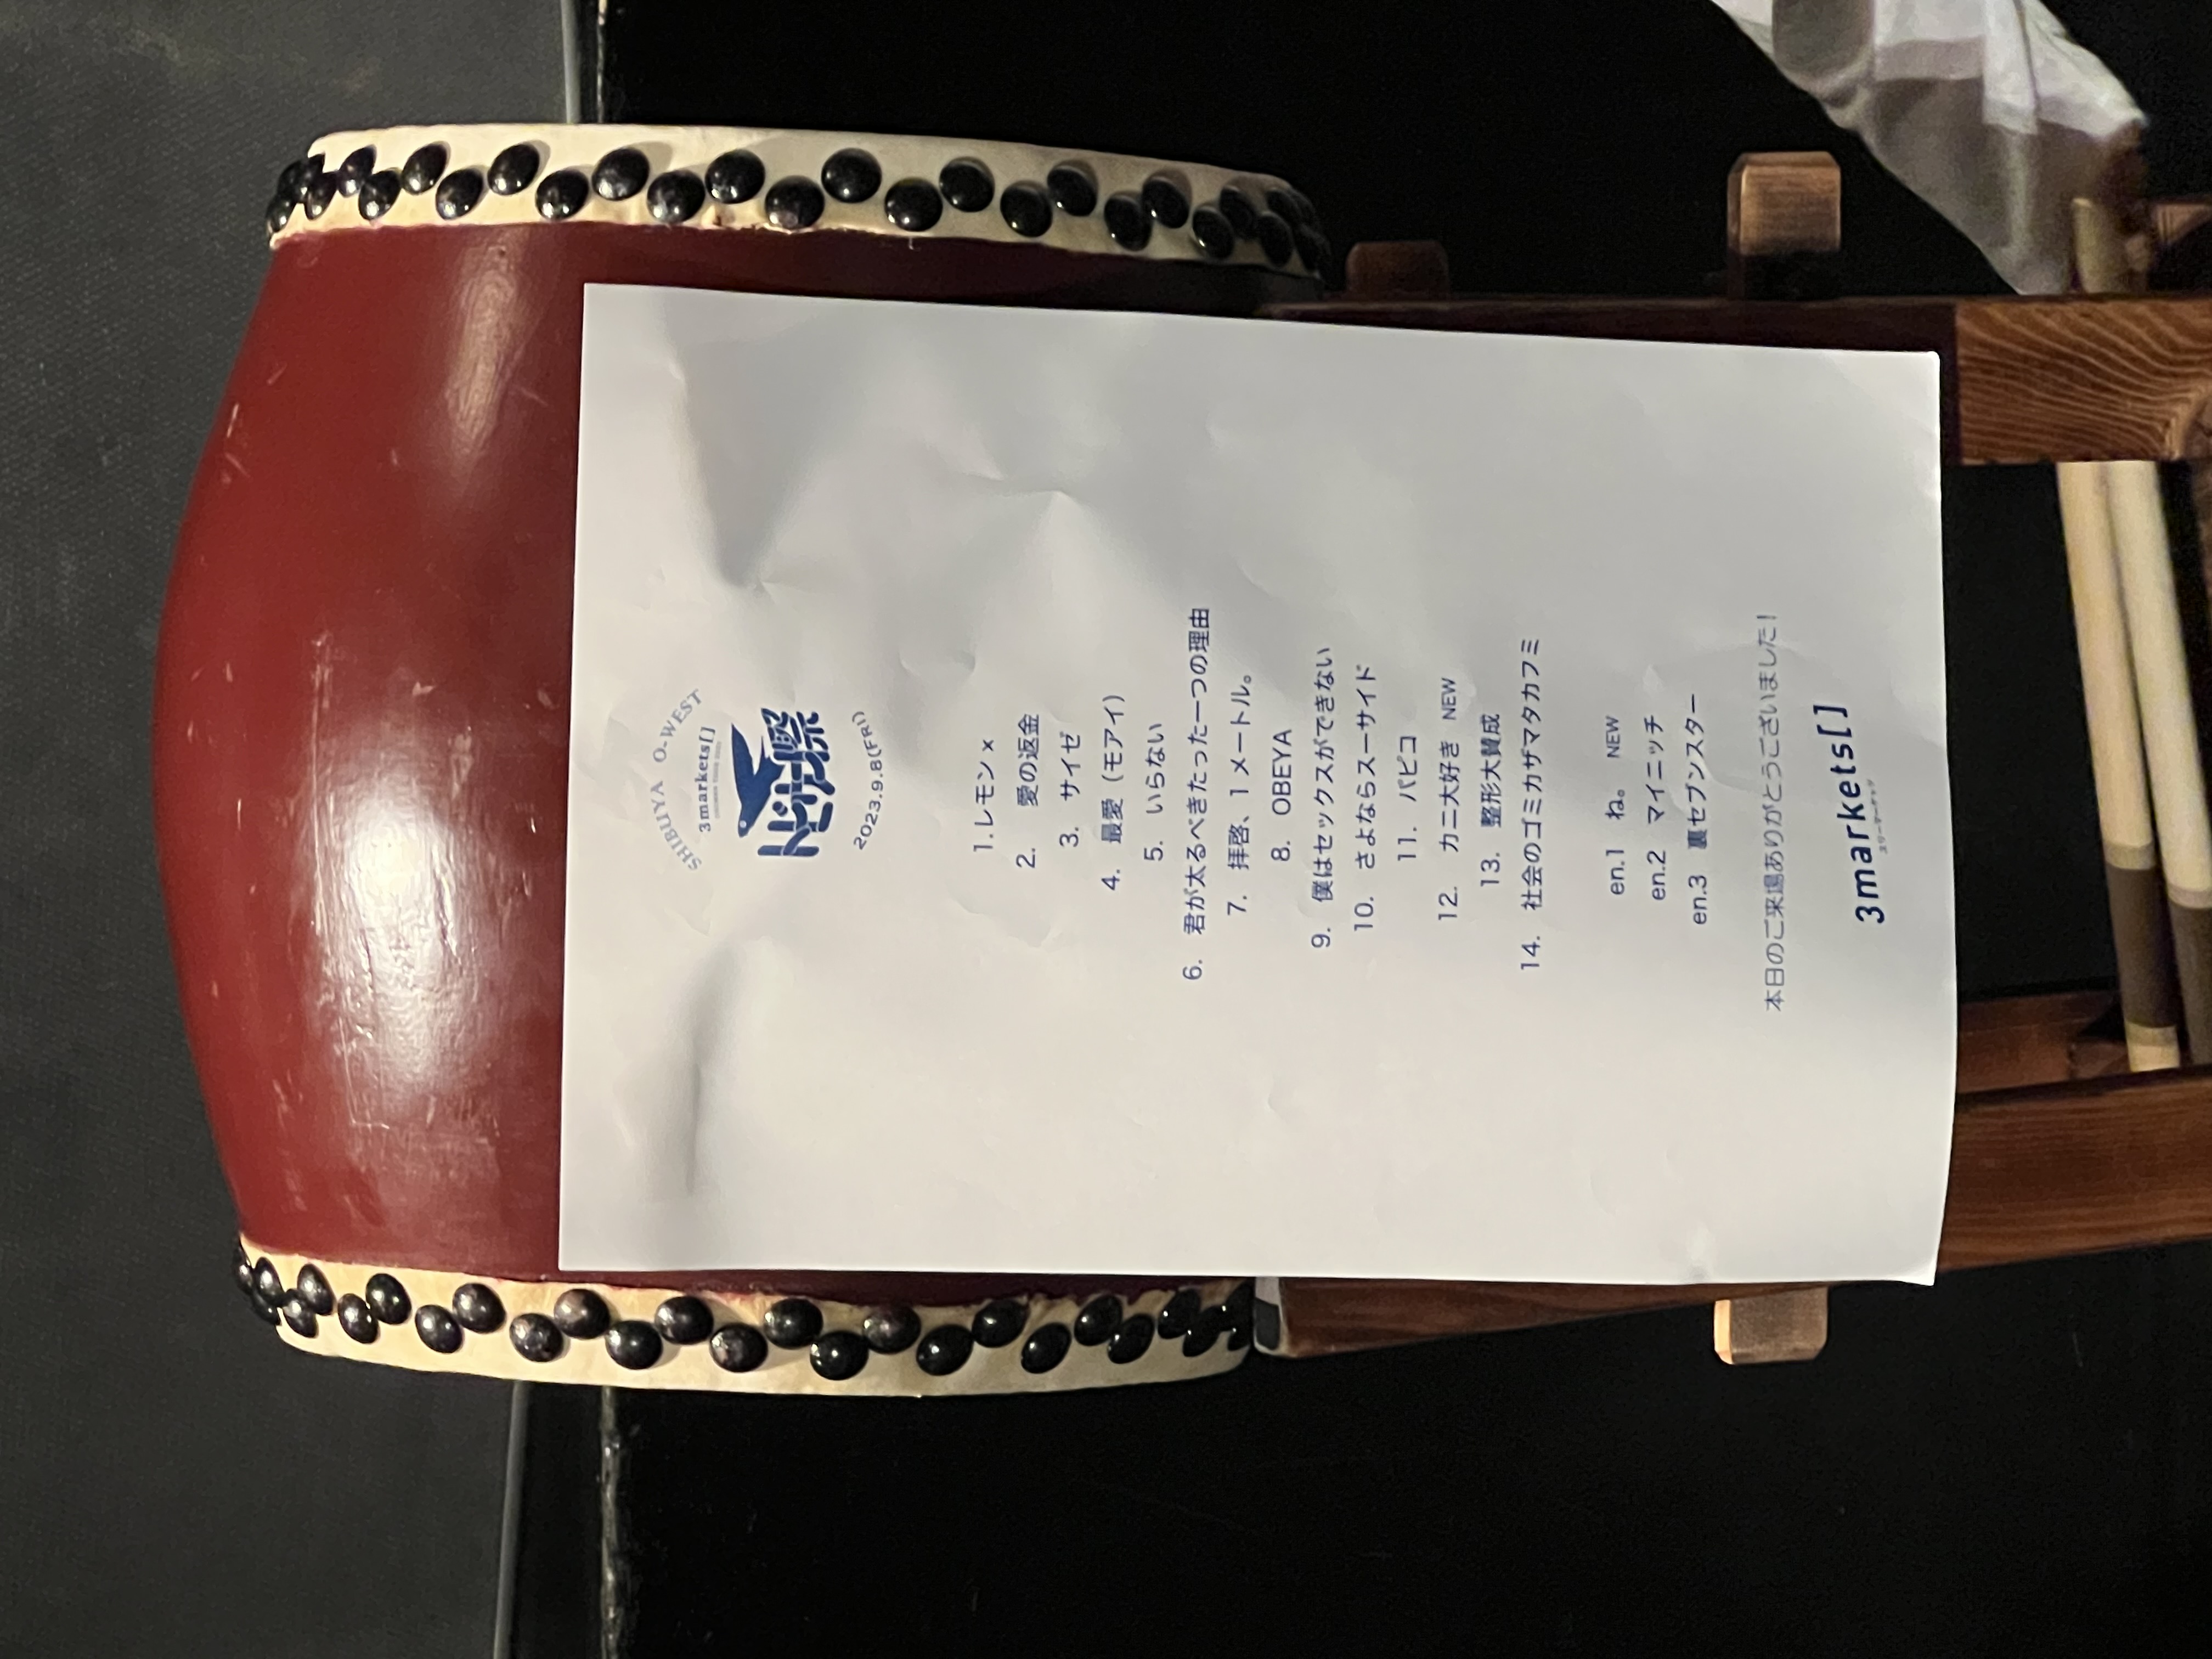 SHIBUYA O-WEST
3markets[]
トビウオ祭
2023.9.8(FRI)
1.レモン×
2. 愛の返金
3. サイゼ
4. 最愛（モアイ）
5. いらない
6. 君が太るべきたった一つの理由
7. 拝啓、1メートル。
8. OBEYA
9. 僕はセックスができない
10. さよならスーサイド
11. パピコ
12. カニ大好き NEW
13. 整形大賛成
14. 社会のゴミカザマタカフミ
en.1 ね。 NEW
en.2 マイニッチ
en.3 裏セブンスター
本日のご来場ありがとうございました！
3markets[]
スリーマーケッツ